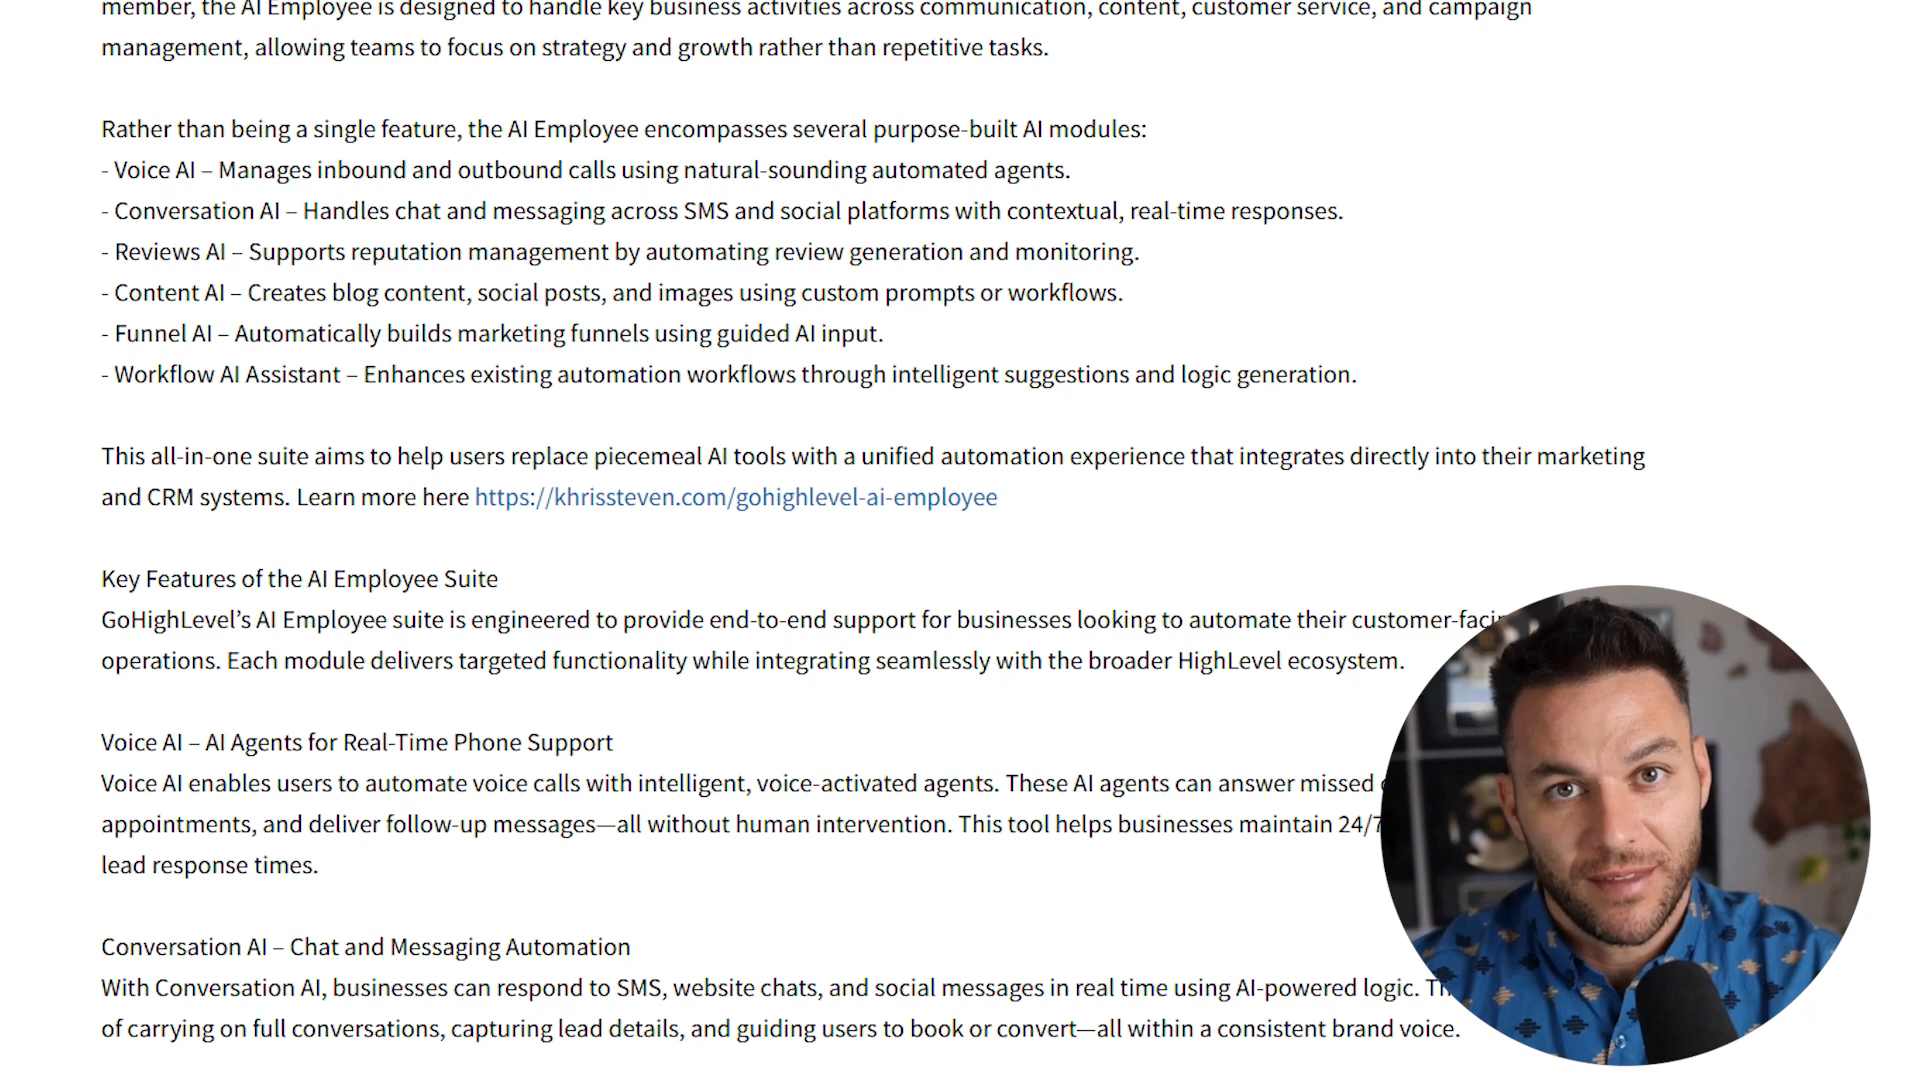 member, the AI Employee is designed to handle key business activities across communication, content, customer service, and campaign
management, allowing teams to focus on strategy and growth rather than repetitive tasks.
Rather than being a single feature, the AI Employee encompasses several purpose-built AI modules:
- Voice AI – Manages inbound and outbound calls using natural-sounding automated agents.
- Conversation AI – Handles chat and messaging across SMS and social platforms with contextual, real-time responses.
- Reviews AI – Supports reputation management by automating review generation and monitoring.
- Content AI – Creates blog content, social posts, and images using custom prompts or workflows.
- Funnel AI – Automatically builds marketing funnels using guided AI input.
- Workflow AI Assistant – Enhances existing automation workflows through intelligent suggestions and logic generation.
This all-in-one suite aims to help users replace piecemeal AI tools with a unified automation experience that integrates directly into their marketing
and CRM systems. Learn more here https://khrissteven.com/gohighlevel-ai-employee
Key Features of the AI Employee Suite
GoHighLevel’s AI Employee suite is engineered to provide end-to-end support for businesses looking to automate their
operations. Each module delivers targeted functionality while integrating seamlessly with the broader HighLevel ecosystem.
Voice AI – AI Agents for Real-Time Phone Support
Voice AI enables users to automate voice calls with intelligent, voice-activated agents. These AI agents can answer missed
appointments, and deliver follow-up messages—all without human intervention. This tool helps businesses maintain 24/7
lead response times.
Conversation AI – Chat and Messaging Automation
With Conversation AI, businesses can respond to SMS, website chats, and social messages in real time using AI-powered logic.
of carrying on full conversations, capturing lead details, and guiding users to book or convert—all within a consistent brand voice.